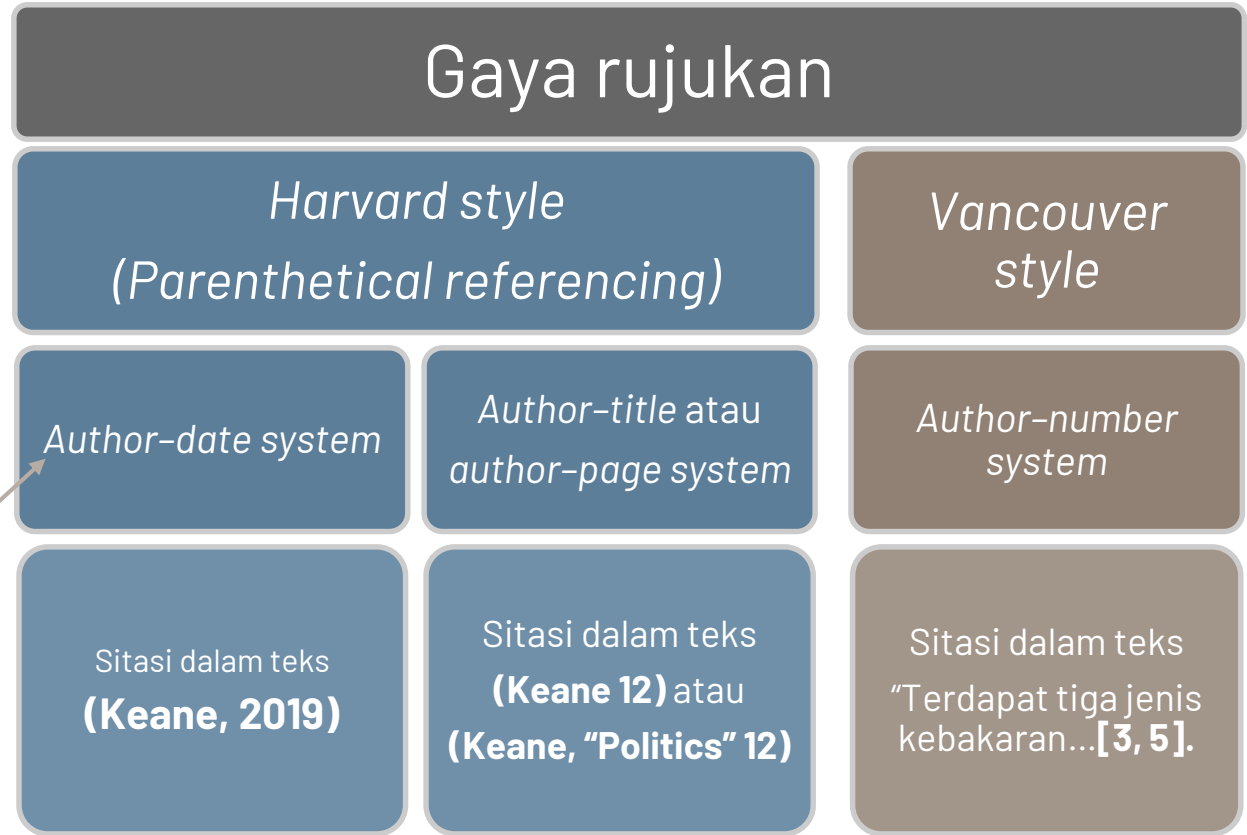 Gaya rujukan
Harvard style
(Parenthetical referencing)
Vancouver
style
Author–date system
Author–title atau
author–page system
Author–number
system
Sitasi dalam teks
(Keane, 2019)
Sitasi dalam teks
(Keane 12) atau
(Keane, “Politics” 12)
Sitasi dalam teks
“Terdapat tiga jenis
kebakaran...[3, 5].